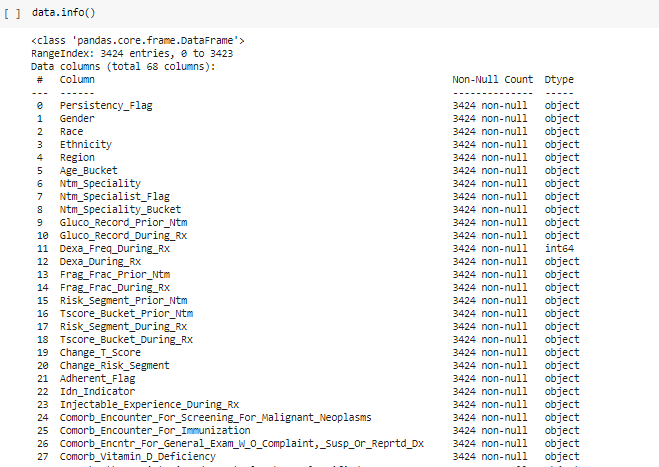 [ ] data.info()
<class 'pandas.core.frame.DataFrame'>
RangeIndex: 3424 entries, 0 to 3423
Data columns (total 68 columns):
# Column Non-Null Count Dtype
--- ------ -------------- -----
0 Persistency_Flag 3424 non-null object
1 Gender 3424 non-null object
2 Race 3424 non-null object
3 Ethnicity 3424 non-null object
4 Region 3424 non-null object
5 Age_Bucket 3424 non-null object
6 Ntm_Speciality 3424 non-null object
7 Ntm_Specialist_Flag 3424 non-null object
8 Ntm_Speciality_Bucket 3424 non-null object
9 Gluco_Record_Prior_Ntm 3424 non-null object
10 Gluco_Record_During_Rx 3424 non-null object
11 Dexa_Freq_During_Rx 3424 non-null int64
12 Dexa_During_Rx 3424 non-null object
13 Frag_Frac_Prior_Ntm 3424 non-null object
14 Frag_Frac_During_Rx 3424 non-null object
15 Risk_Segment_Prior_Ntm 3424 non-null object
16 Tscore_Bucket_Prior_Ntm 3424 non-null object
17 Risk_Segment_During_Rx 3424 non-null object
18 Tscore_Bucket_During_Rx 3424 non-null object
19 Change_T_Score 3424 non-null object
20 Change_Risk_Segment 3424 non-null object
21 Adherent_Flag 3424 non-null object
22 Idn_Indicator 3424 non-null object
23 Injectable_Experience_During_Rx 3424 non-null object
24 Comorb_Encounter_For_Screening_For_Malignant_Neoplasms 3424 non-null object
25 Comorb_Encounter_For_Immunization 3424 non-null object
26 Comorb_Encntr_For_General_Exam_W_O_Complaint,_Susp_Or_Reprtd_Dx 3424 non-null object
27 Comorb_Vitamin_D_Deficiency 3424 non-null object